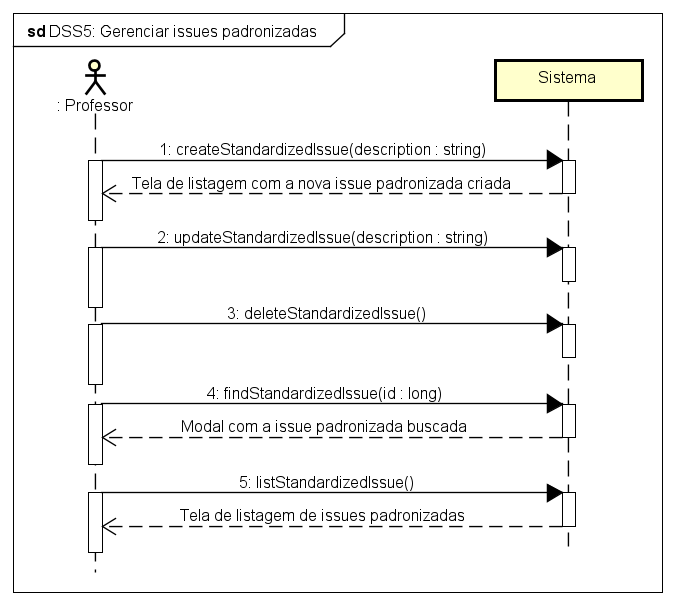 sd DSS5: Gerenciar issues padronizadas
: Professor
Sistema
1: createStandardizedIssue(description : string)
Tela de listagem com a nova issue padronizada criada
2: updateStandardizedIssue(description : string)
3: deleteStandardizedIssue()
4: findStandardizedIssue(id : long)
Modal com a issue padronizada buscada
5: listStandardizedIssue()
Tela de listagem de issues padronizadas